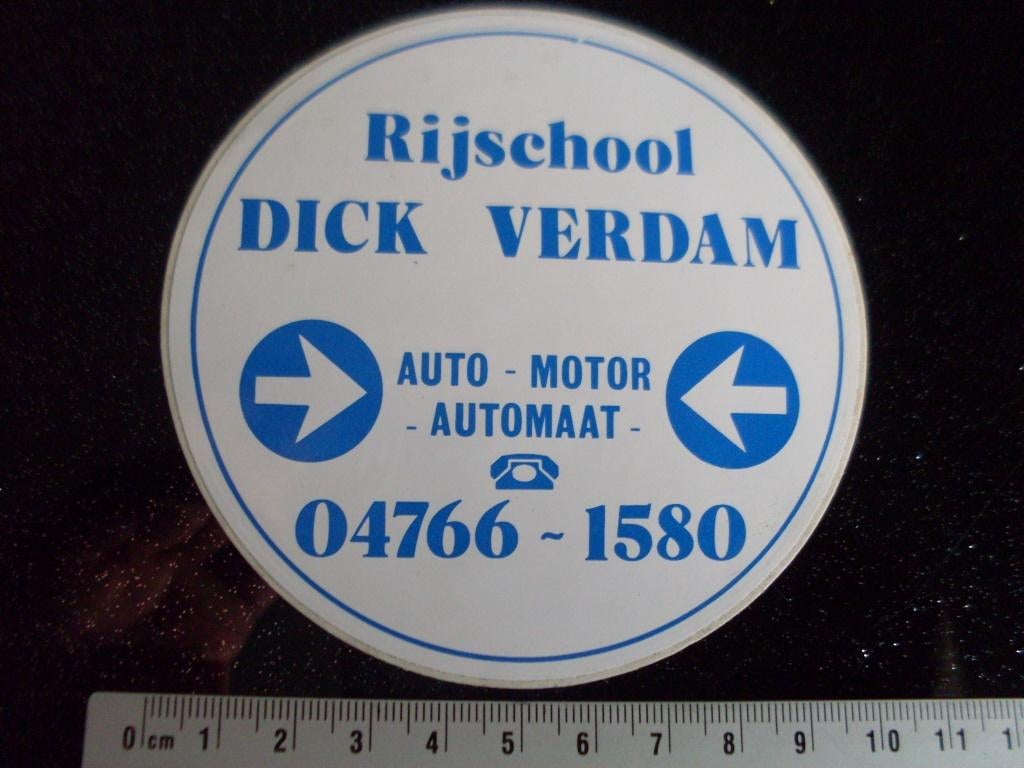 Rijschool
DICK VERDAM
AUTO - MOTOR
- AUTOMAAT -
04766 ~ 1580
0 cm 1 2 3 4 5 6 7 8 9 10 11